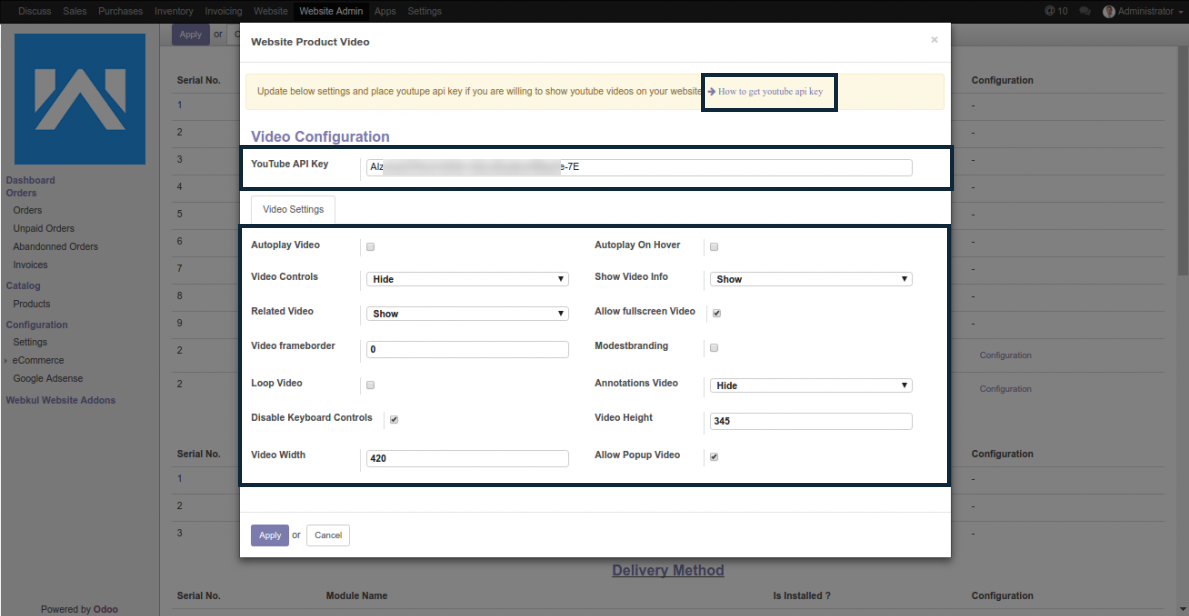 Discuss Sales Purchases Inventory Invoicing Website Website Admin Apps Settings 10 Administrator
Apply or C
Website Product Video ×
Update below settings and place youtupe api key if you are willing to show youtube videos on your website How to get youtube api key
Serial No. Configuration
1 -
2 -
3 -
4 -
5 -
6 -
7 -
8 -
9 -
2 Configuration
2 Configuration
Serial No. Configuration
1 -
2 -
3 -
Dashboard
Orders
Orders
Unpaid Orders
Abandonned Orders
Invoices
Catalog
Products
Configuration
Settings
eCommerce
Google Adsense
Webkul Website Addons
Powered by Odoo
Video Configuration
YouTube API Key AIz e-7E
Video Settings
Autoplay Video Autoplay On Hover
Video Controls Hide Show Video Info Show
Related Video Show Allow fullscreen Video
Video frameborder 0 Modestbranding
Loop Video Annotations Video Hide
Disable Keyboard Controls Video Height 345
Video Width 420 Allow Popup Video
Apply or Cancel
Delivery Method
Serial No. Module Name Is Installed ? Configuration